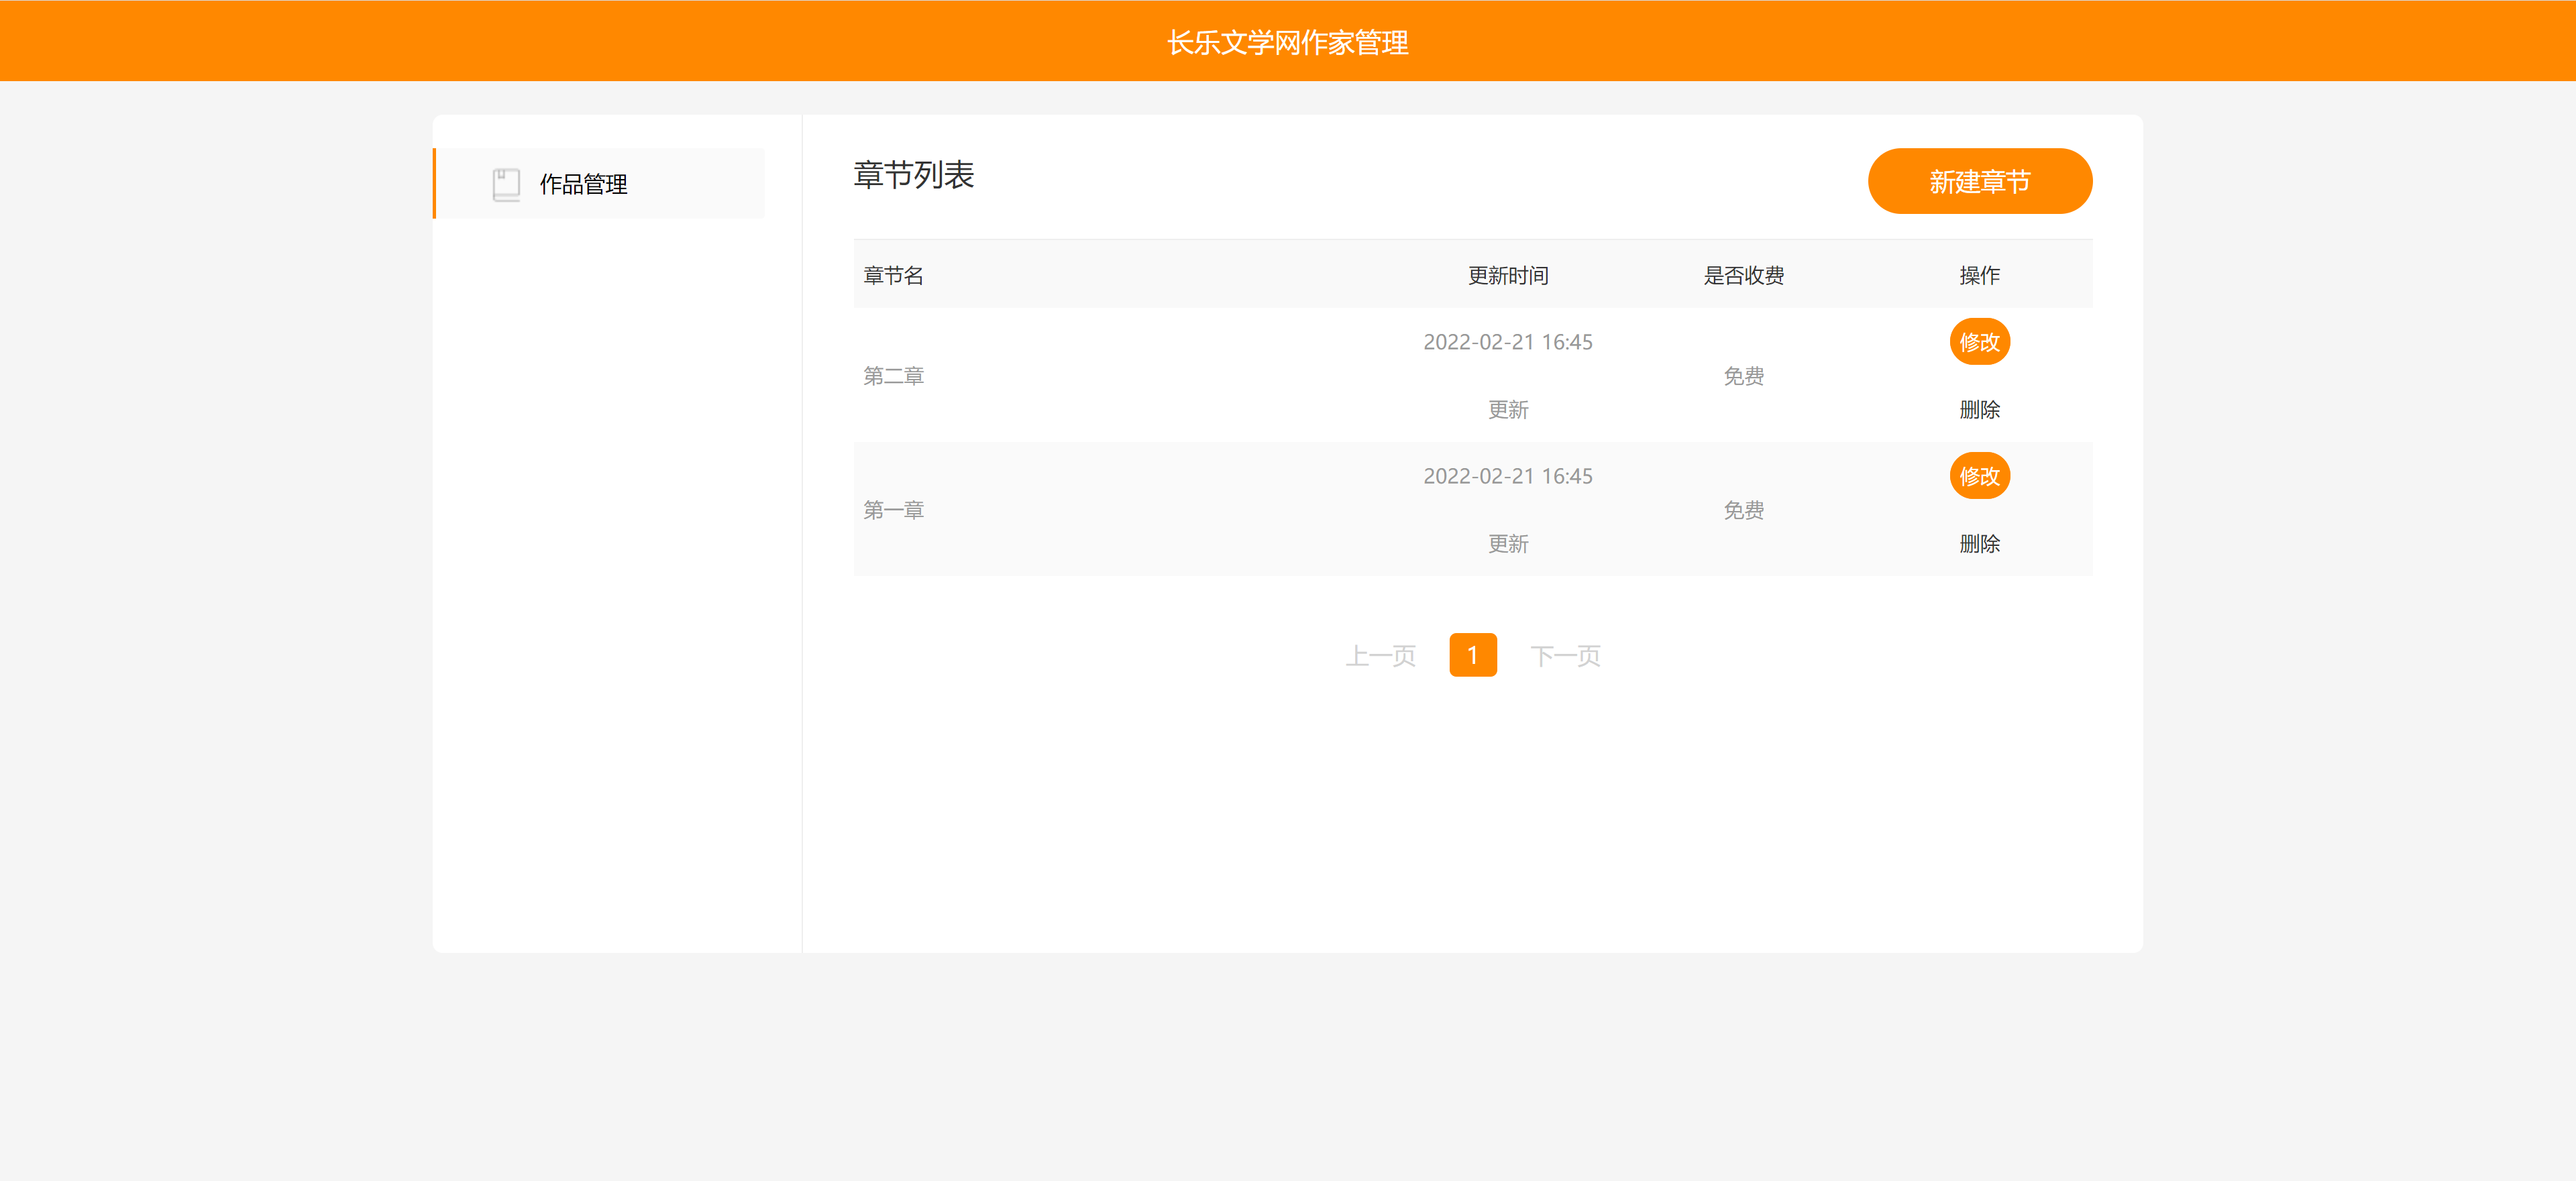 长乐文学网作家管理
作品管理
章节列表
新建章节
章节名 更新时间 是否收费 操作
第二章 2022-02-21 16:45 更新 免费 修改 删除
第一章 2022-02-21 16:45 更新 免费 修改 删除
上一页 1 下一页